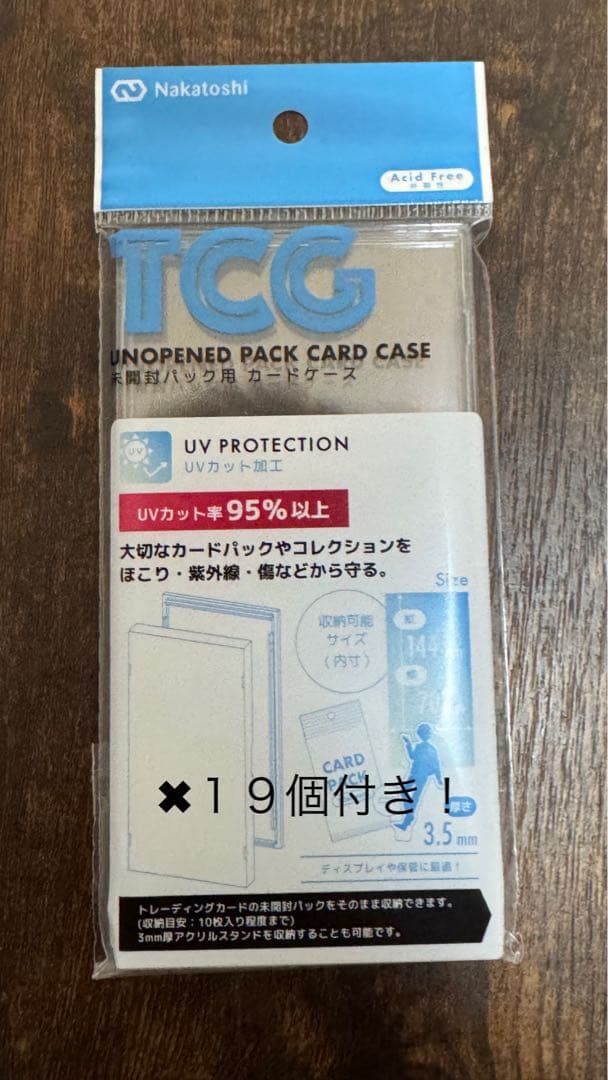 Nakatoshi
Acid Free
非酸性
TCG
UNOPENED PACK CARD CASE
未開封パック用 カードケース
UV
UV PROTECTION
UVカット加工
UVカット率95%以上
大切なカードパックやコレクションを
ほこり・紫外線・傷などから守る。
Size
収納可能
サイズ
(内寸)
縦
CARD
PACK
✖１９個付き！
厚さ
3.5mm
ディスプレイや保管に最適！
トレーディングカードの未開封パックをそのまま収納できます。
(収納目安：10枚入り程度まで)
3mm厚アクリルスタンドを収納することも可能です。